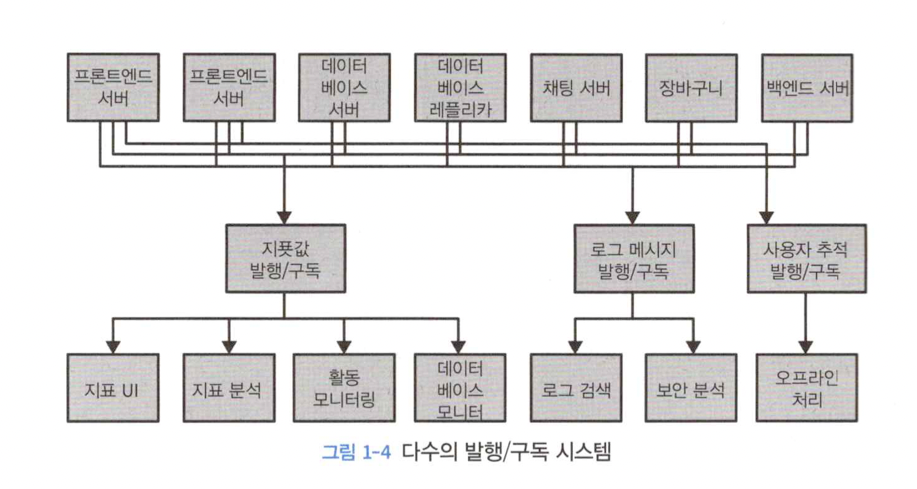 프론트엔드
서버
프론트엔드
서버
데이터
베이스
서버
데이터
베이스
레플리카
채팅 서버
장바구니
백엔드 서버
지푯값
발행/구독
로그 메시지
발행/구독
사용자 추적
발행/구독
지표 UI
지표 분석
활동
모니터링
데이터
베이스
모니터
로그 검색
보안 분석
오프라인
처리
그림 1-4 다수의 발행/구독 시스템